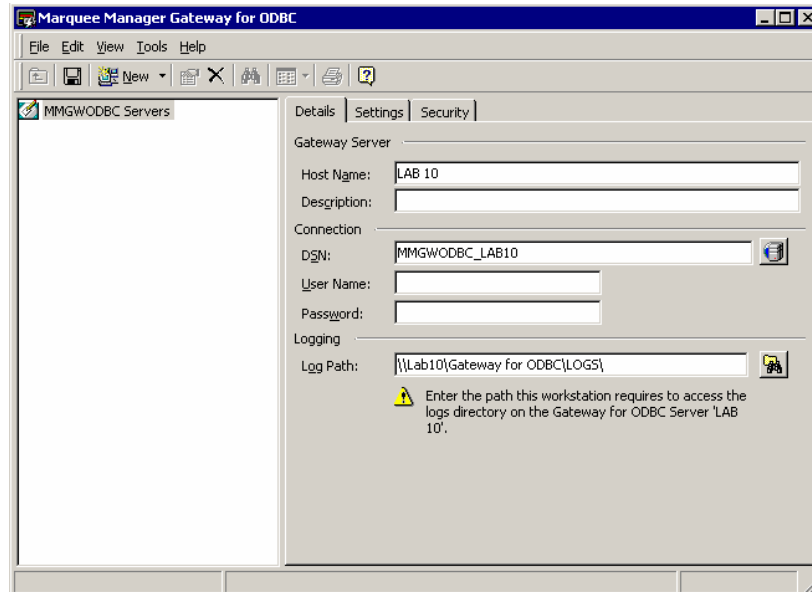 Marquee Manager Gateway for ODBC
File Edit View Tools Help
New
MMGWODBC Servers
Details Settings Security
Gateway Server
Host Name: LAB 10
Description:
Connection
DSN: MMGWODBC_LAB10
User Name:
Password:
Logging
Log Path: \\Lab10\Gateway for ODBC\LOGS\
Enter the path this workstation requires to access the
logs directory on the Gateway for ODBC Server 'LAB
10'.